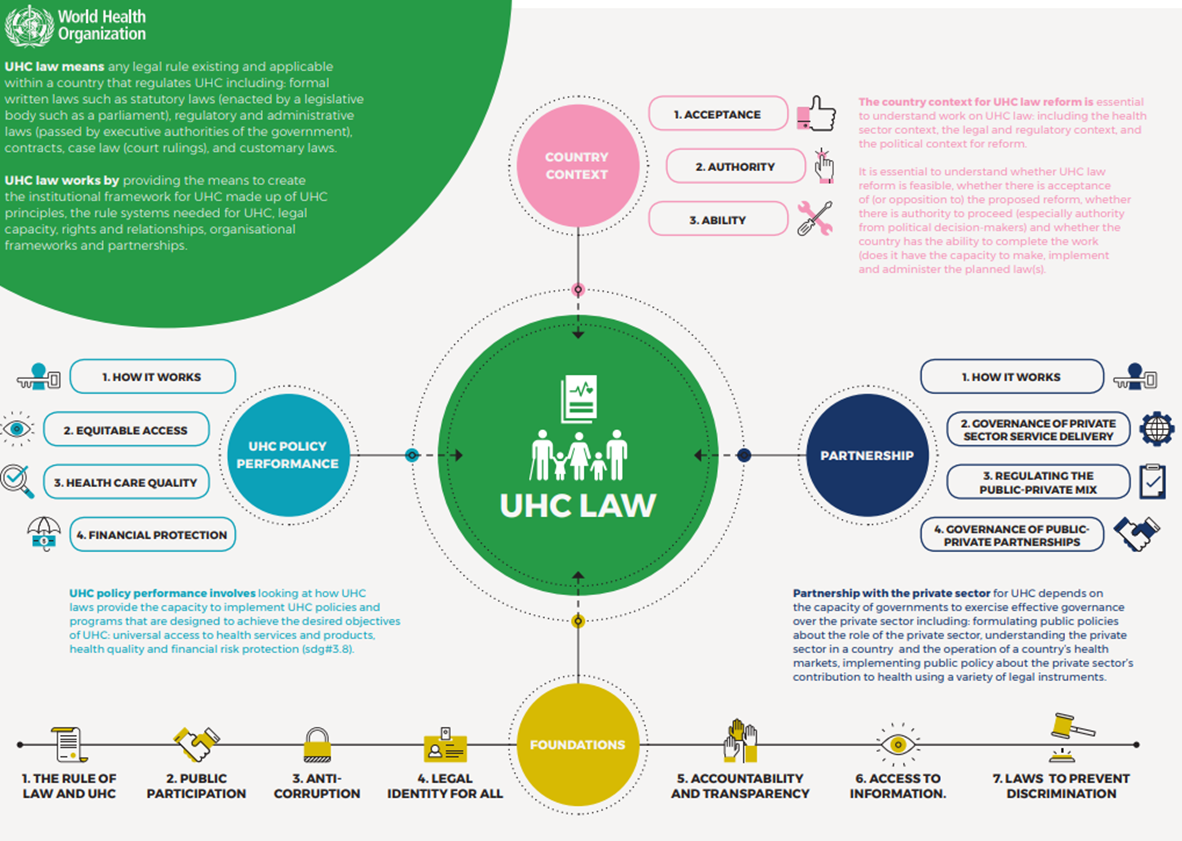 World Health
Organization
UHC law means any legal rule existing and applicable
within a country that regulates UHC including: formal
written laws such as statutory laws (enacted by a legislative
body such as a parliament), regulatory and administrative
laws (passed by executive authorities of the government),
contracts, case law (court rulings), and customary laws.
UHC law works by providing the means to create
the institutional framework for UHC made up of UHC
principles, the rule systems needed for UHC, legal
capacity, rights and relationships, organisational
frameworks and partnerships.
COUNTRY
CONTEXT
1. ACCEPTANCE
2. AUTHORITY
3. ABILITY
The country context for UHC law reform is essential
to understand work on UHC law: including the health
sector context, the legal and regulatory context, and
the political context for reform.
It is essential to understand whether UHC law
reform is feasible, whether there is acceptance
of (or opposition to) the proposed reform, whether
there is authority to proceed (especially authority
from political decision-makers) and whether the
country has the ability to complete the work
(does it have the capacity to make, implement
and administer the planned law(s).
1. HOW IT WORKS
2. EQUITABLE ACCESS
3. HEALTH CARE QUALITY
4. FINANCIAL PROTECTION
UHC POLICY
PERFORMANCE
UHC policy performance involves looking at how UHC
laws provide the capacity to implement UHC policies and
programs that are designed to achieve the desired objectives
of UHC: universal access to health services and products,
health quality and financial risk protection (sdg#3.8).
UHC LAW
PARTNERSHIP
1. HOW IT WORKS
2. GOVERNANCE OF PRIVATE
SECTOR SERVICE DELIVERY
3. REGULATING THE
PUBLIC-PRIVATE MIX
4. GOVERNANCE OF PUBLIC-
PRIVATE PARTNERSHIPS
Partnership with the private sector for UHC depends on
the capacity of governments to exercise effective governance
over the private sector including: formulating public policies
about the role of the private sector, understanding the private
sector in a country and the operation of a country's health
markets, implementing public policy about the private sector's
contribution to health using a variety of legal instruments.
FOUNDATIONS
1. THE RULE OF
LAW AND UHC
2. PUBLIC
PARTICIPATION
3. ANTI-
CORRUPTION
4. LEGAL
IDENTITY FOR ALL
5. ACCOUNTABILITY
AND TRANSPARENCY
6. ACCESS TO
INFORMATION.
7. LAWS TO PREVENT
DISCRIMINATION